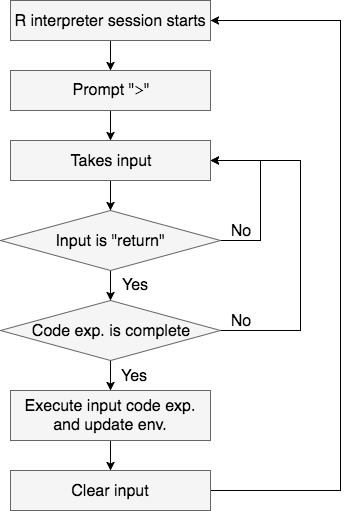 R interpreter session starts
Prompt ">"
Takes input
Input is "return"
No
Yes
Code exp. is complete
No
Yes
Execute input code exp.
and update env.
Clear input